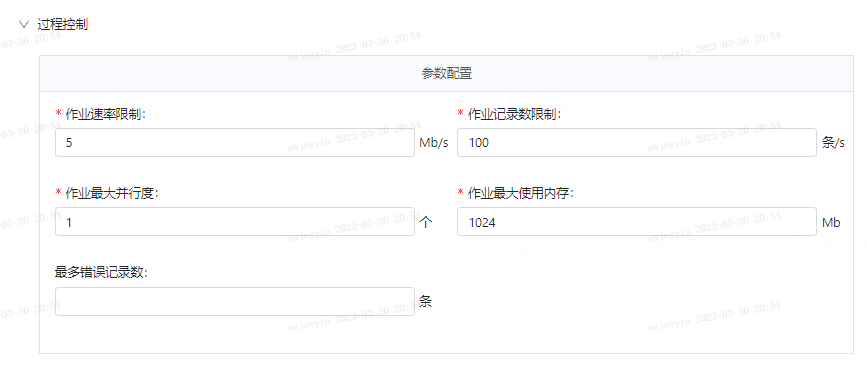 过程控制
参数配置
* 作业速率限制:
* 作业记录数限制:
5 Mb/s
100 条/s
* 作业最大并行度:
* 作业最大使用内存:
1 个
1024 Mb
最多错误记录数:
条
enjoyyin 2023-03-30 20:54